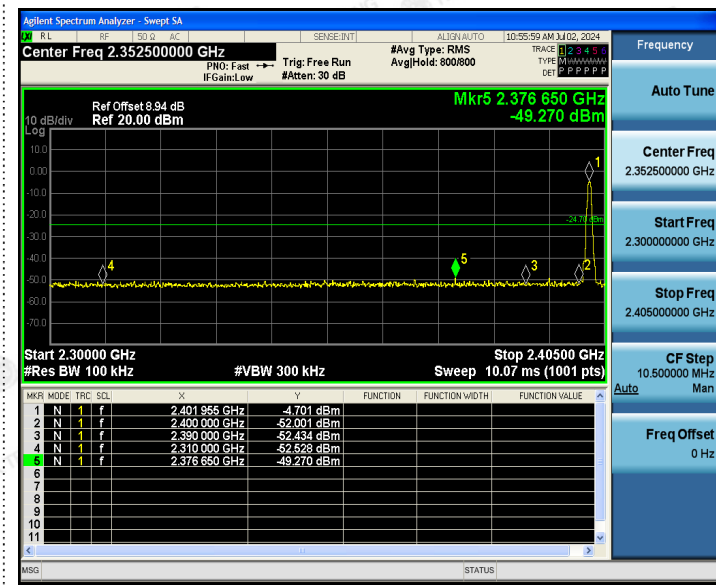 Agilent Spectrum Analyzer - Swept SA
LXI RL RF 50 Ω AC SENSE:INT ALIGN AUTO 10:55:59 AM Jul 02, 2024
Center Freq 2.352500000 GHz #Avg Type: RMS TRACE 1 2 3 4 5 6
PNO: Fast Trig: Free Run Avg|Hold: 800/800 TYPE M
IFGain:Low #Atten: 30 dB DET P P P P P P
Mkr5 2.376 650 GHz
Ref Offset 8.94 dB
10 dB/div Ref 20.00 dBm -49.270 dBm
Log
10.0
0.00
-10.0
-20.0
-24.70 dBm
-30.0
-40.0
-50.0
-60.0
-70.0
1
4
5
3
2
Start 2.30000 GHz Stop 2.40500 GHz
#Res BW 100 kHz #VBW 300 kHz Sweep 10.07 ms (1001 pts)
MKR MODE TRC SCL X Y FUNCTION FUNCTION WIDTH FUNCTION VALUE
1 N 1 f 2.401 955 GHz -4.701 dBm
2 N 1 f 2.400 000 GHz -52.001 dBm
3 N 1 f 2.390 000 GHz -52.434 dBm
4 N 1 f 2.310 000 GHz -52.528 dBm
5 N 1 f 2.376 650 GHz -49.270 dBm
6
7
8
9
10
11
MSG STATUS
Frequency
Auto Tune
Center Freq
2.352500000 GHz
Start Freq
2.300000000 GHz
Stop Freq
2.405000000 GHz
CF Step
10.500000 MHz
Auto Man
Freq Offset
0 Hz